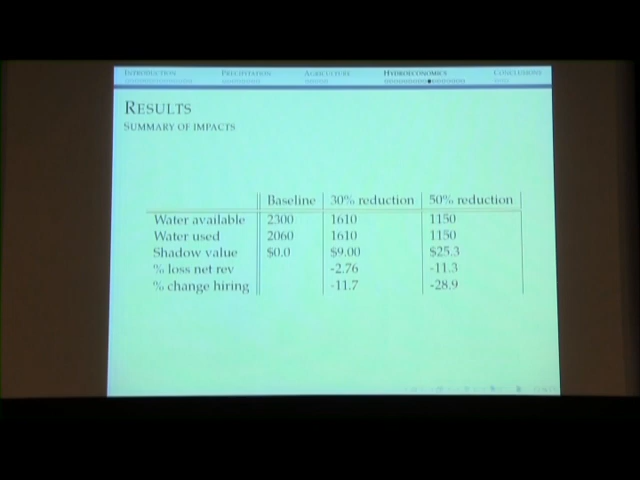 INTRODUCTION PRECIPITATION AGRICULTURE HYDROECONOMICS CONCLUSIONS
RESULTS
SUMMARY OF IMPACTS
Baseline 30% reduction 50% reduction
Water available 2300 1610 1150
Water used 2060 1610 1150
Shadow value $0.0 $9.00 $25.3
% loss net rev -2.76 -11.3
% change hiring -11.7 -28.9